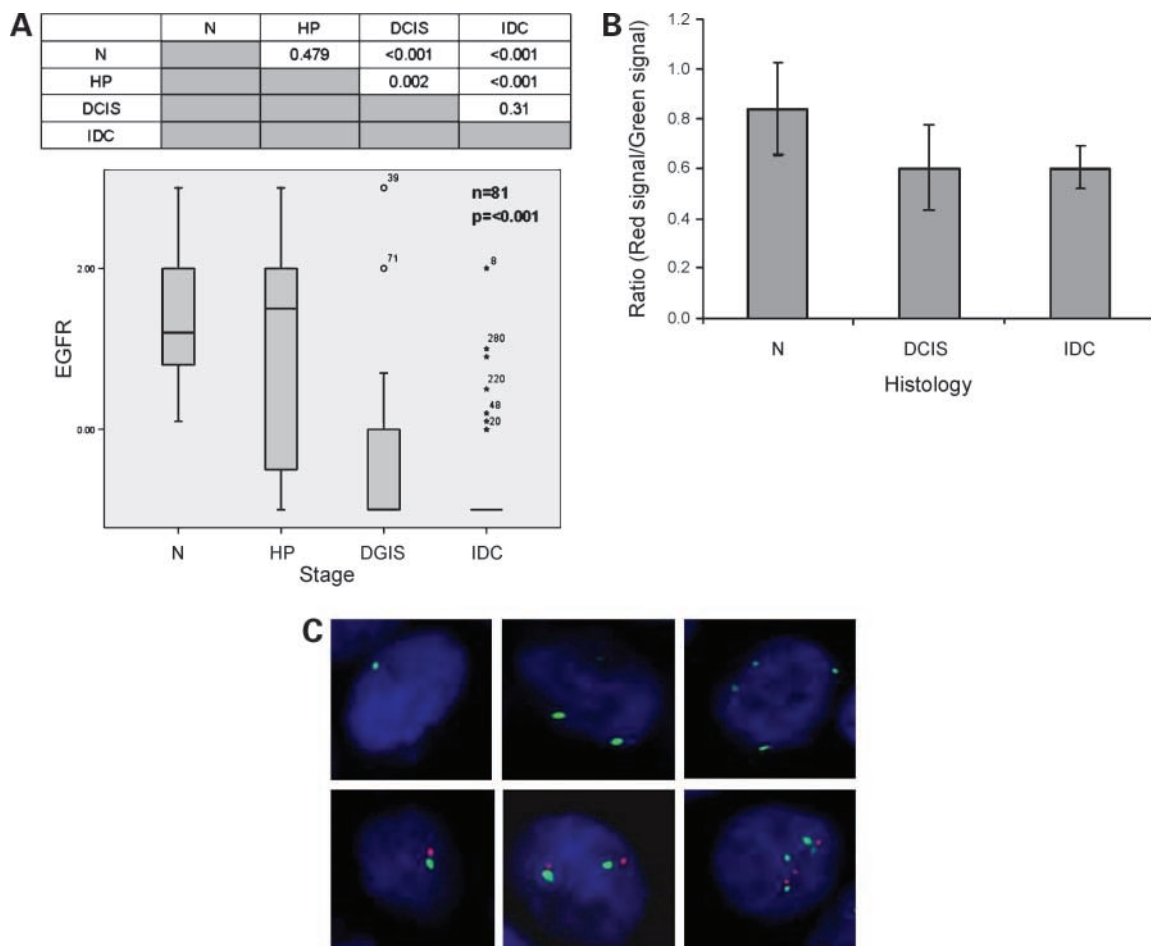 A
N HP DCIS IDC
N 0.479 <0.001 <0.001
HP 0.002 <0.001
DCIS 0.31
IDC
n=81
p=<0.001
39
71
8
280
220
48
20
2.00
0.00
EGFR
N HP DGIS IDC
Stage
B
1.2
1.0
0.8
0.6
0.4
0.2
0.0
Ratio (Red signal/Green signal)
N DCIS IDC
Histology
C